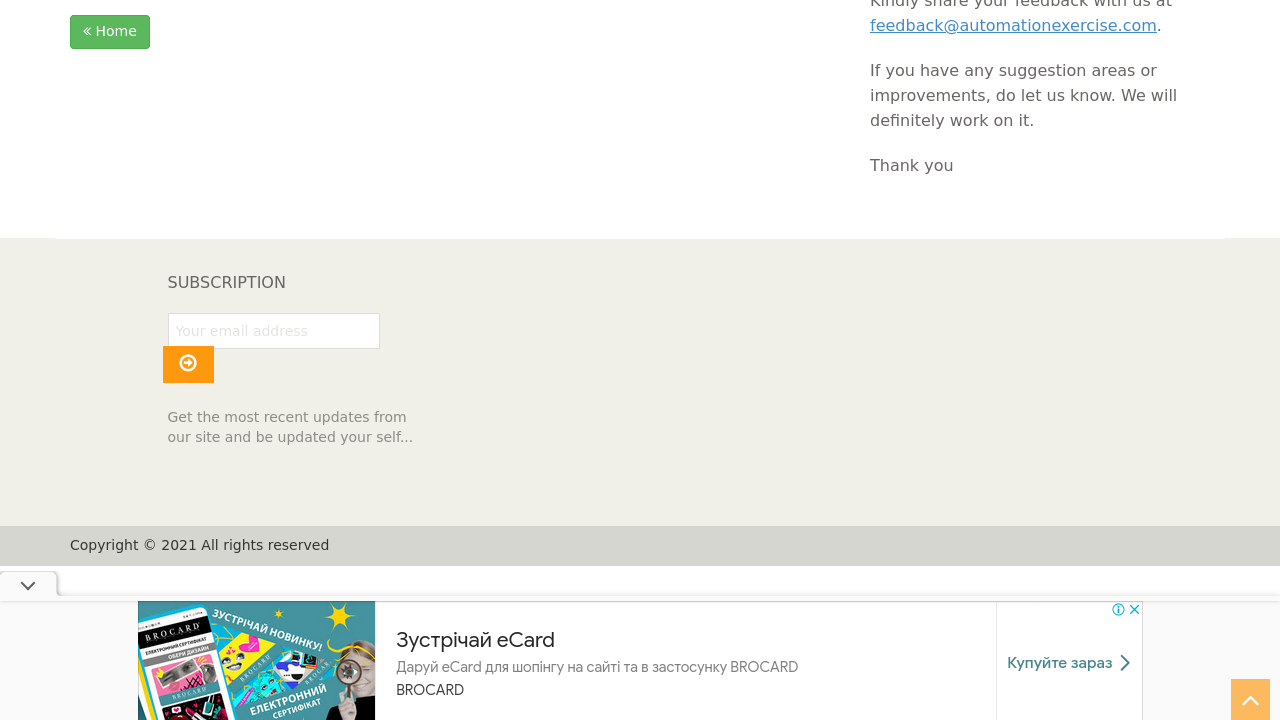 « Home
Kindly share your feedback with us at
feedback@automationexercise.com.
If you have any suggestion areas or
improvements, do let us know. We will
definitely work on it.
Thank you
SUBSCRIPTION
Your email address
Get the most recent updates from
our site and be updated your self...
Copyright © 2021 All rights reserved
ЗУСТРІЧАЙ НОВИНКУ!
BROCARD
ЕЛЕКТРОННИЙ СЕРТИФІКАТ
ОБЕРИ ДИЗАЙН
BROCARD
BROCARD
ЕЛЕКТРОННИЙ
СЕРТИФІКАТ
Зустрічай eCard
Даруй eCard для шопінгу на сайті та в застосунку BROCARD
BROCARD
Купуйте зараз